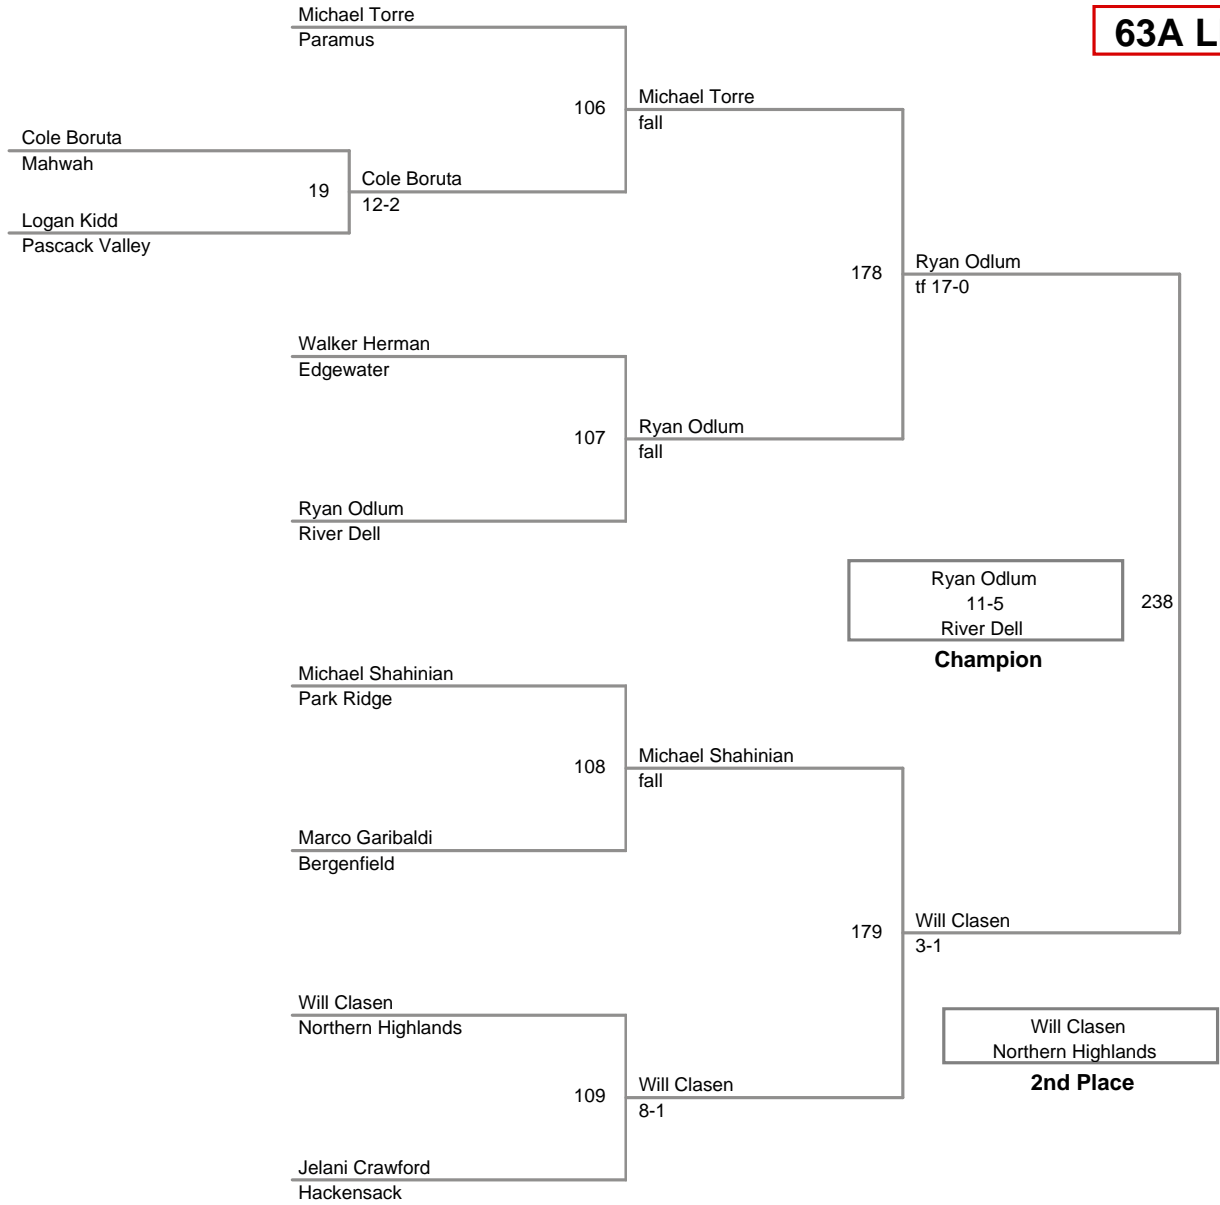 Michael Torre
Paramus
63A L
106
Michael Torre
fall
Cole Boruta
Mahwah
19
Cole Boruta
12-2
Logan Kidd
Pascack Valley
178
Ryan Odlum
tf 17-0
Walker Herman
Edgewater
107
Ryan Odlum
fall
Ryan Odlum
River Dell
Ryan Odlum
11-5
River Dell
Champion
238
Michael Shahinian
Park Ridge
108
Michael Shahinian
fall
Marco Garibaldi
Bergenfield
179
Will Clasen
3-1
Will Clasen
Northern Highlands
Will Clasen
Northern Highlands
2nd Place
109
Will Clasen
8-1
Jelani Crawford
Hackensack